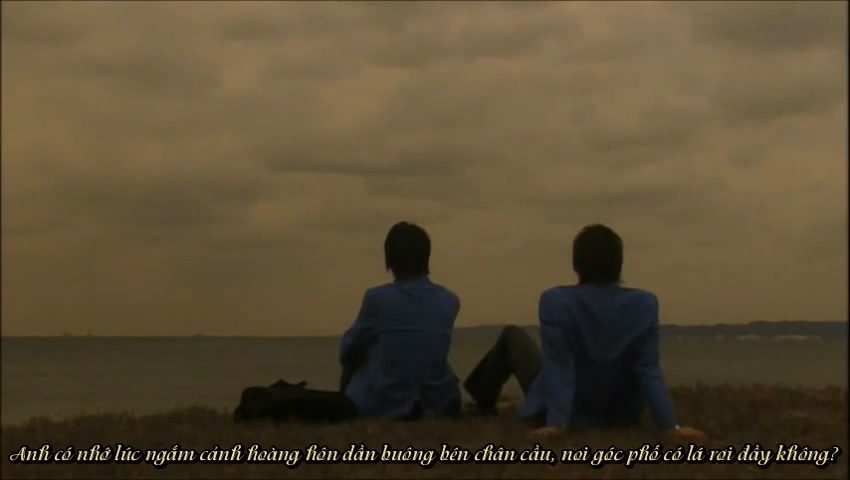 Anh có nhớ lúc ngắm cảnh hoàng hôn dần buông bên chân cầu, nơi góc phố có lá rơi đầy không?